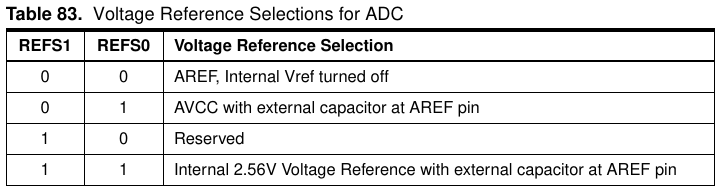 Table 83. Voltage Reference Selections for ADC
REFS1 REFS0 Voltage Reference Selection
0 0 AREF, Internal Vref turned off
0 1 AVCC with external capacitor at AREF pin
1 0 Reserved
1 1 Internal 2.56V Voltage Reference with external capacitor at AREF pin